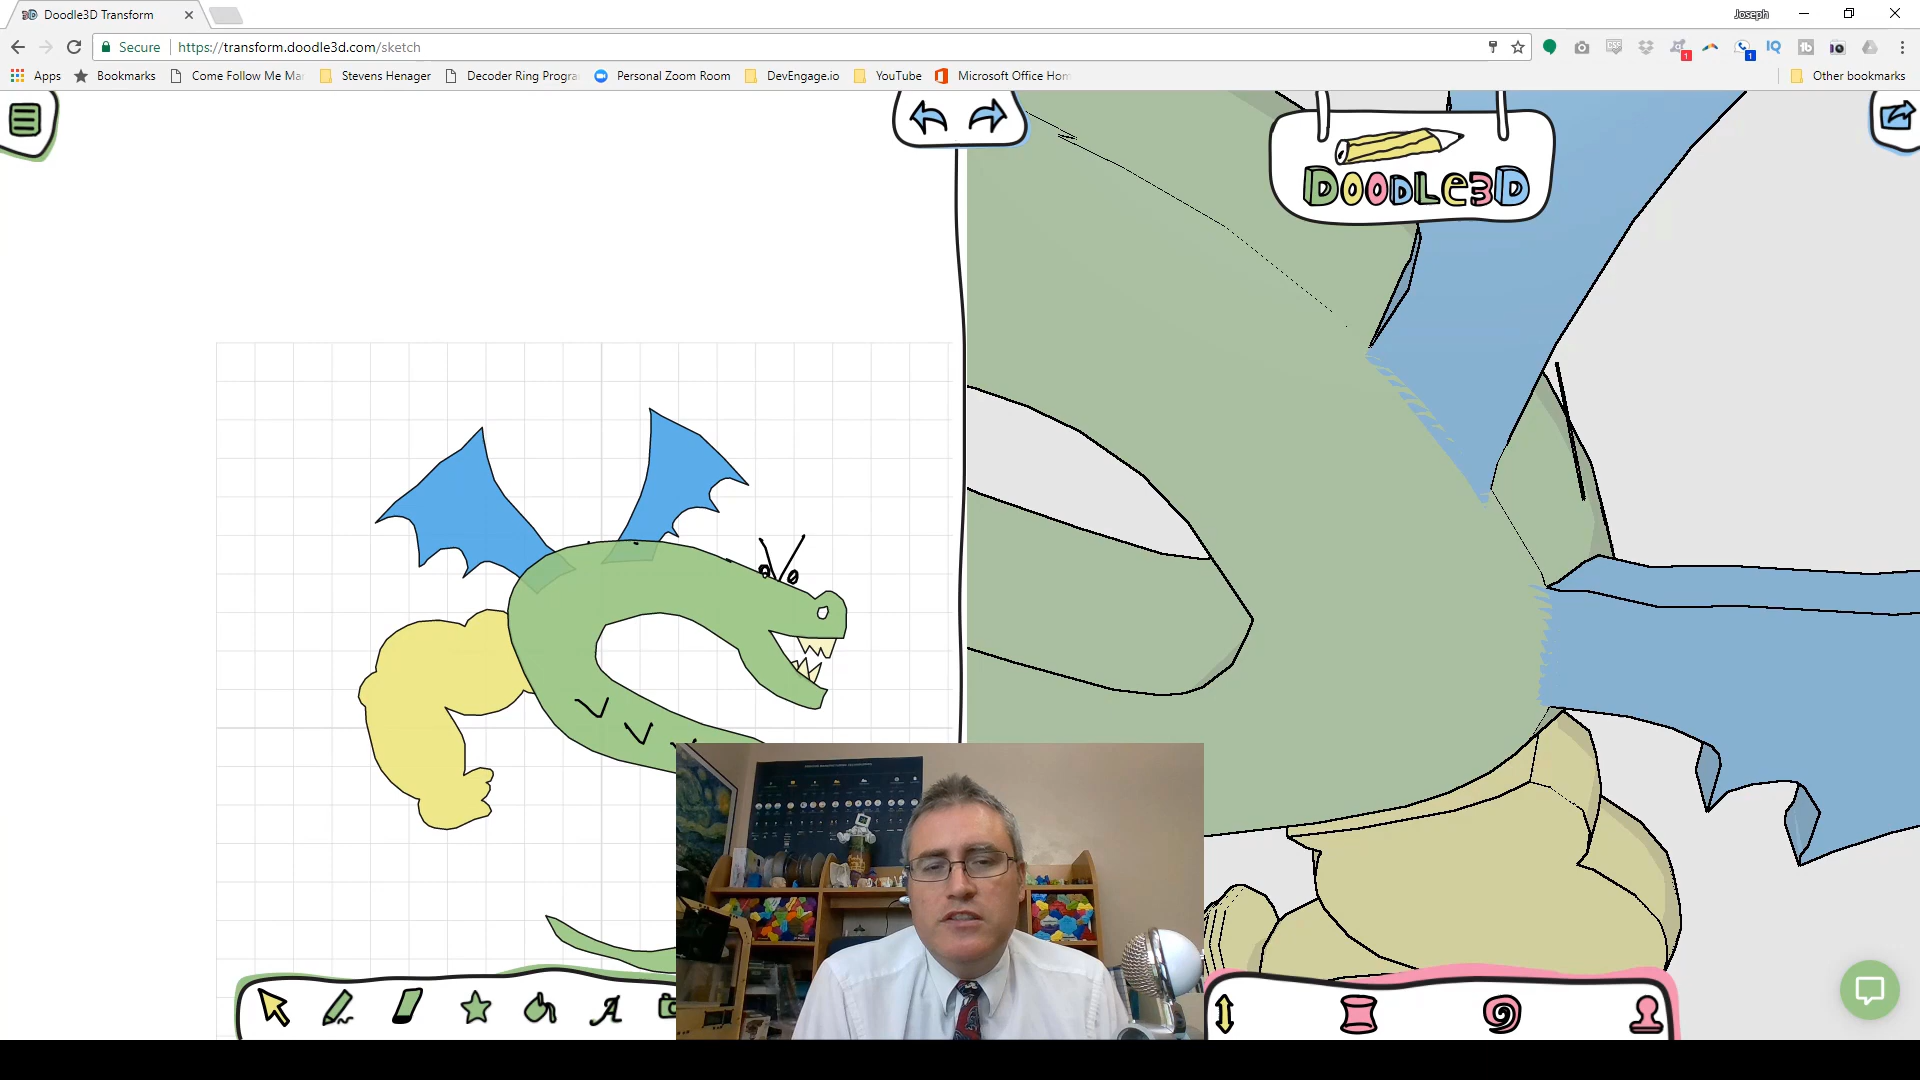 Doodle3D Transform
Joseph
Secure https://transform.doodle3d.com/sketch
Apps Bookmarks Come Follow Me Ma Stevens Henager Decoder Ring Progra Personal Zoom Room DevEngage.io YouTube Microsoft Office Hom Other bookmarks
DOODLE3D